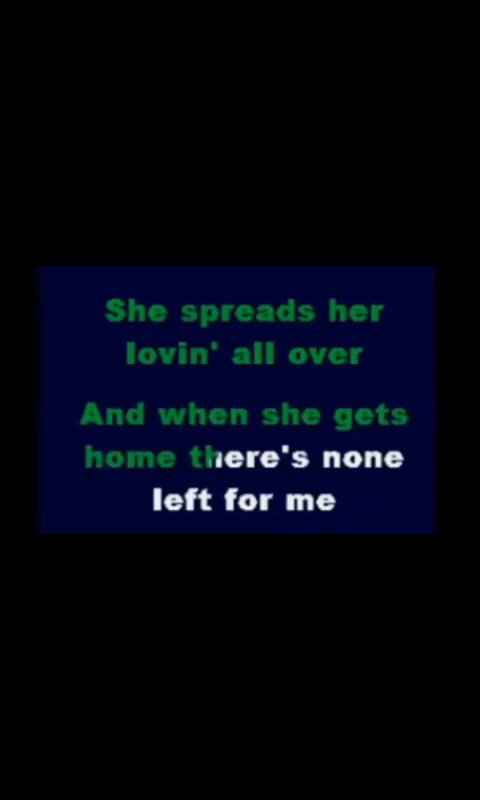 She spreads her
lovin' all over
And when she gets
home there's none
left for me